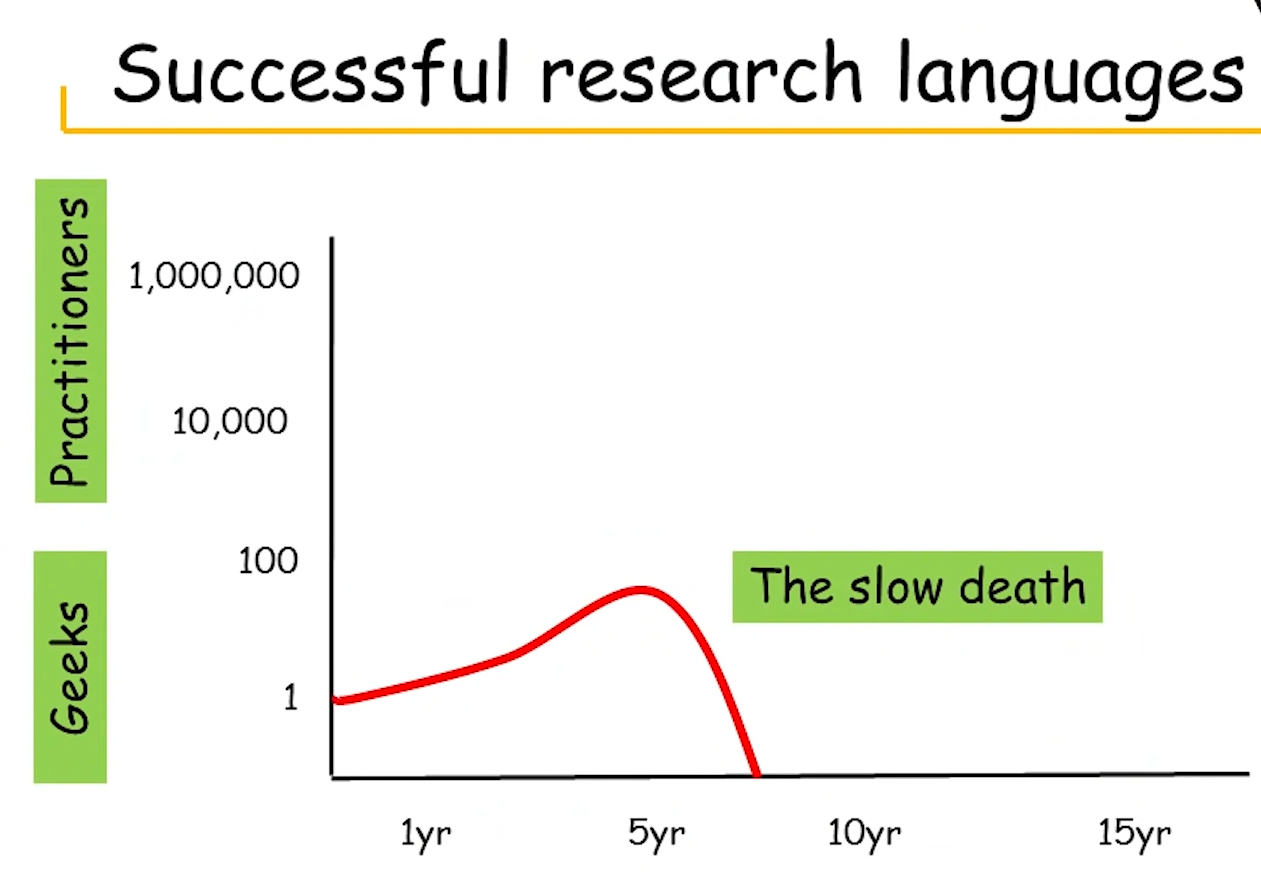 Successful research languages
Practitioners
1,000,000
10,000
100
The slow death
Geeks
1
1yr
5yr
10yr
15yr